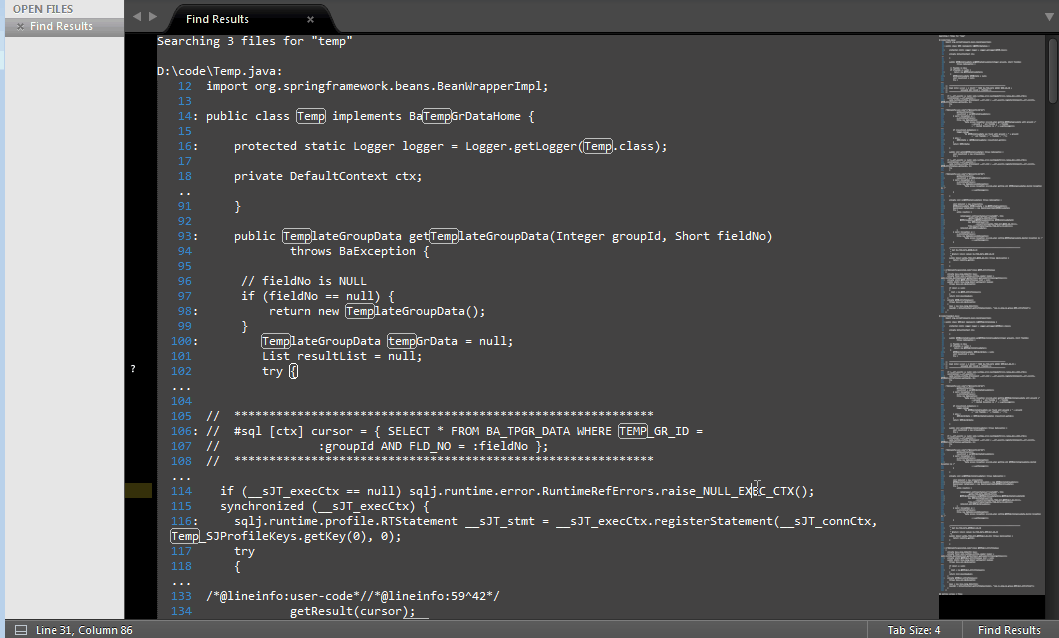 OPEN FILES
× Find Results
Find Results ×
Searching 3 files for "temp"
D:\code\Temp.java:
12 import org.springframework.beans.BeanWrapperImpl;
13
14: public class Temp implements BaTempGrDataHome {
15
16: protected static Logger logger = Logger.getLogger(Temp.class);
17
18 private DefaultContext ctx;
..
91 }
92
93: public TemplateGroupData getTemplateGroupData(Integer groupId, Short fieldNo)
94 throws BaException {
95
96 // fieldNo is NULL
97 if (fieldNo == null) {
98: return new TemplateGroupData();
99 }
100: TemplateGroupData tempGrData = null;
101 List resultList = null;
102 try {
...
104
105 // ************************************************************
106: // #sql [ctx] cursor = { SELECT * FROM BA_TPGR_DATA WHERE TEMP_GR_ID =
107 // :groupId AND FLD_NO = :fieldNo };
108 // ************************************************************
...
114 if (__sJT_execCtx == null) sqlj.runtime.error.RuntimeRefErrors.raise_NULL_EXEC_CTX();
115 synchronized (__sJT_execCtx) {
116: sqlj.runtime.profile.RTStatement __sJT_stmt = __sJT_execCtx.registerStatement(__sJT_connCtx,
Temp_SJProfileKeys.getKey(0), 0);
117 try
118 {
...
133 /*@lineinfo:user-code*//*@lineinfo:59^42*/
134 getResult(cursor);
?
Line 31, Column 86
Tab Size: 4
Find Results